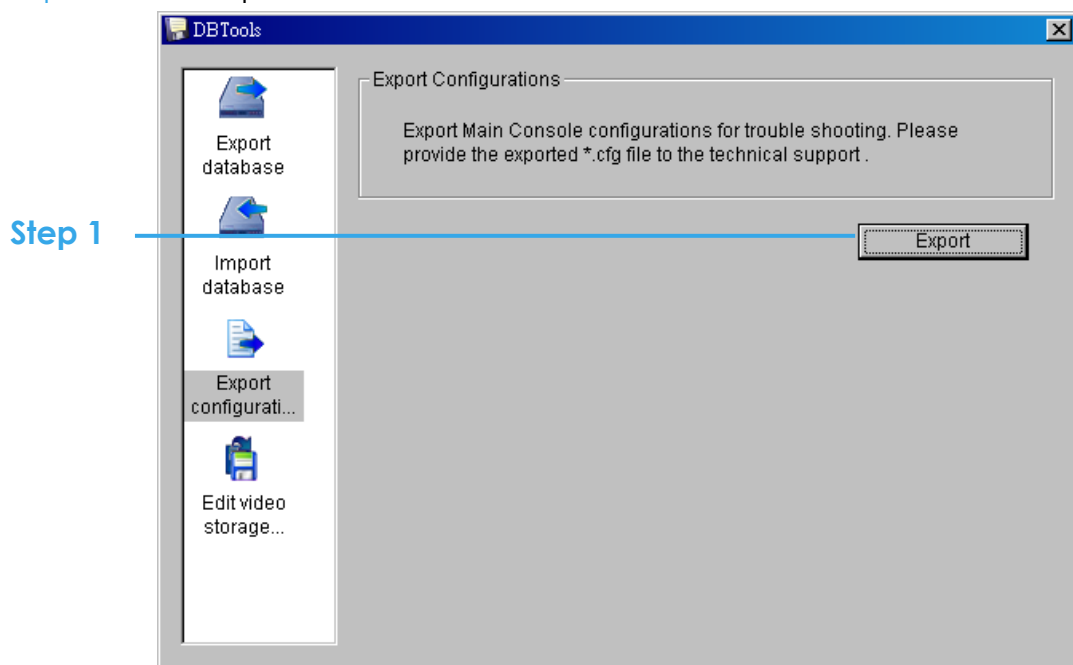 DBTools
Export
database
Import
database
Export
configurati...
Edit video
storage...
Export Configurations
Export Main Console configurations for trouble shooting. Please
provide the exported *.cfg file to the technical support .
Step 1
Export